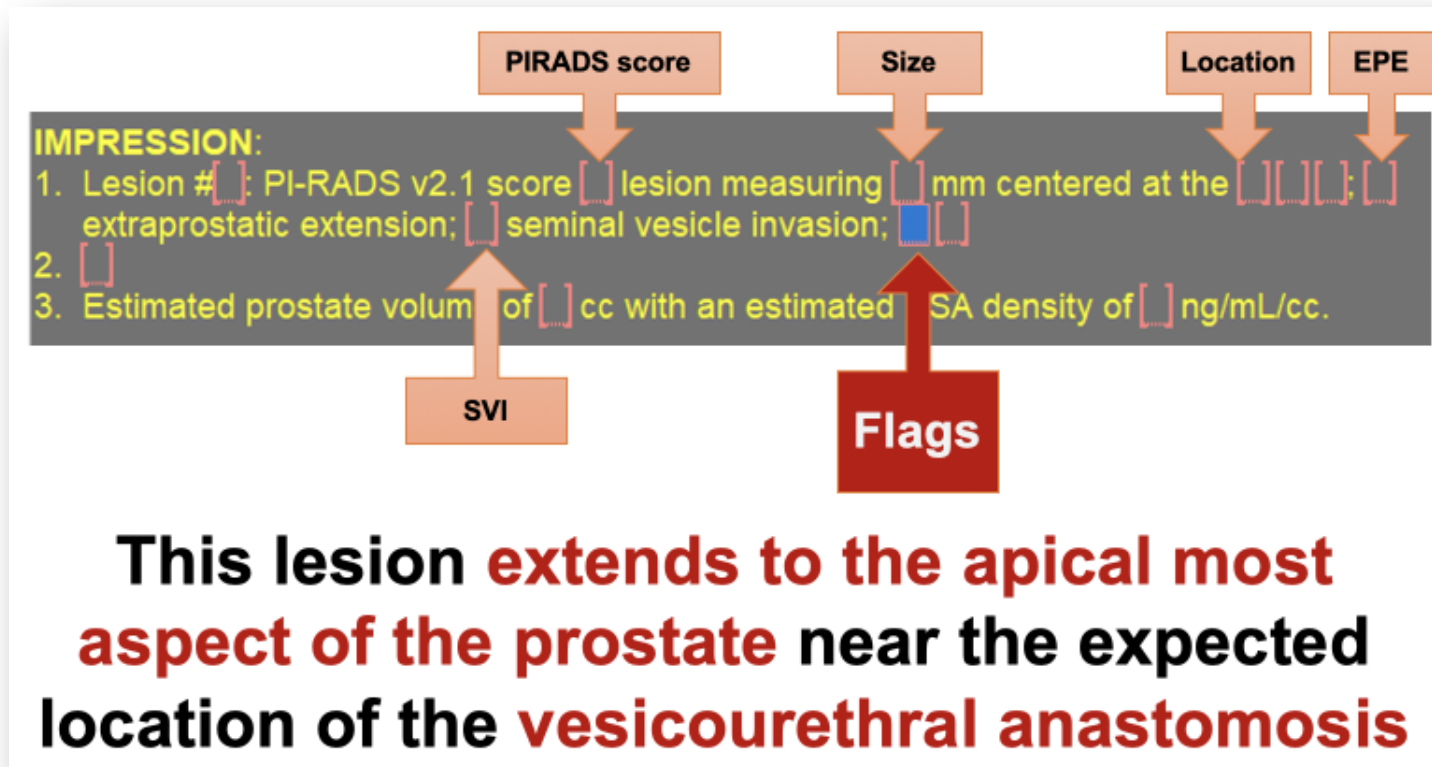 PIRADS score
Size
Location
EPE
IMPRESSION:
1. Lesion #[ ]: PI-RADS v2.1 score [ ] lesion measuring [ ] mm centered at the [ ][ ][ ]; [ ]
extraprostatic extension; [ ] seminal vesicle invasion; [ ] [ ]
2. [ ]
3. Estimated prostate volum of [ ] cc with an estimated SA density of [ ] ng/mL/cc.
SVI
Flags
This lesion extends to the apical most
aspect of the prostate near the expected
location of the vesicourethral anastomosis